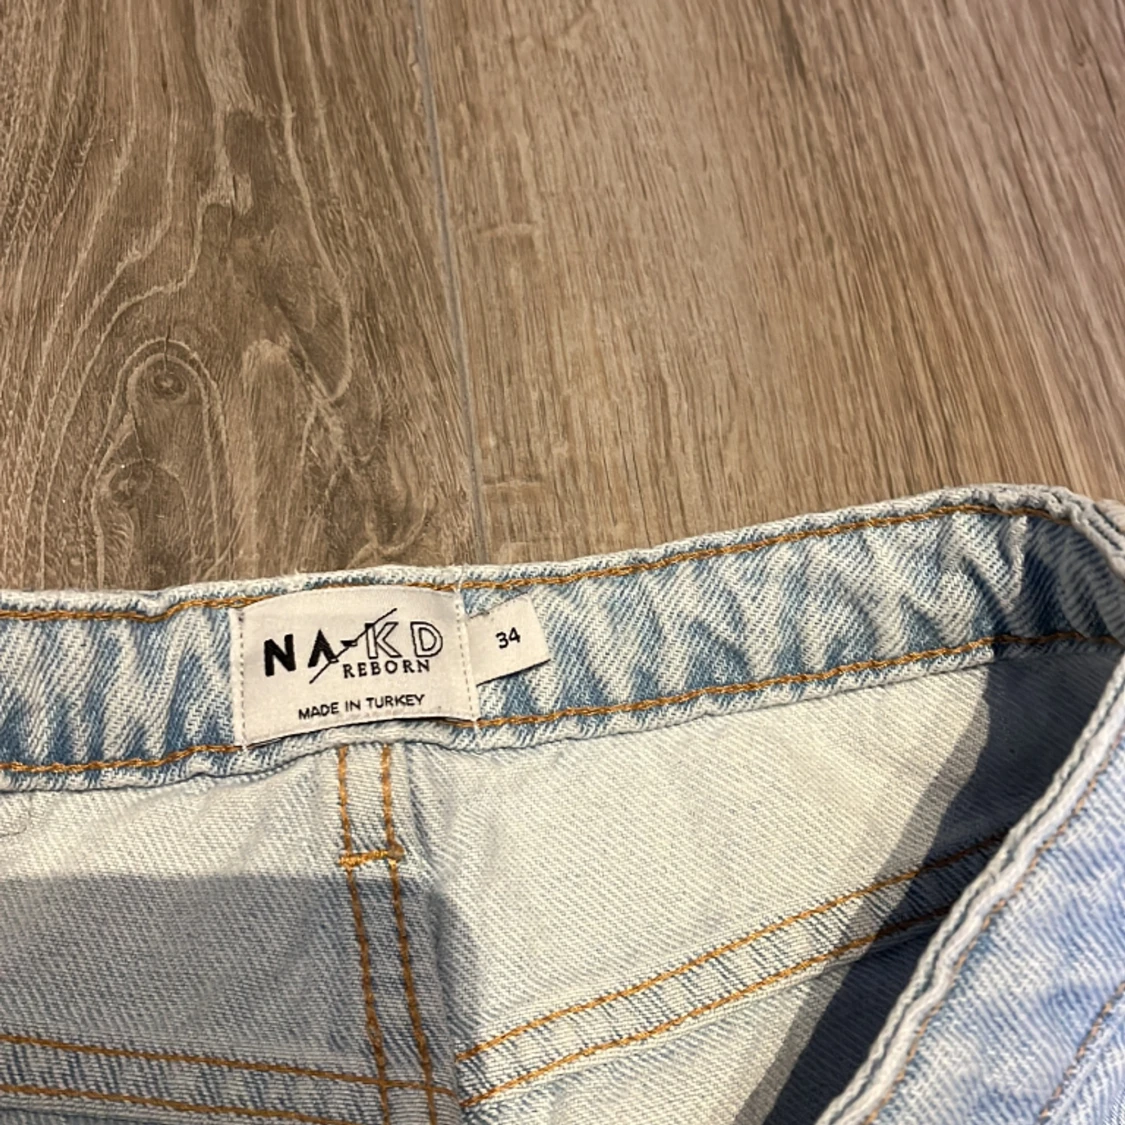 NA-KD
REBORN
MADE IN TURKEY
34